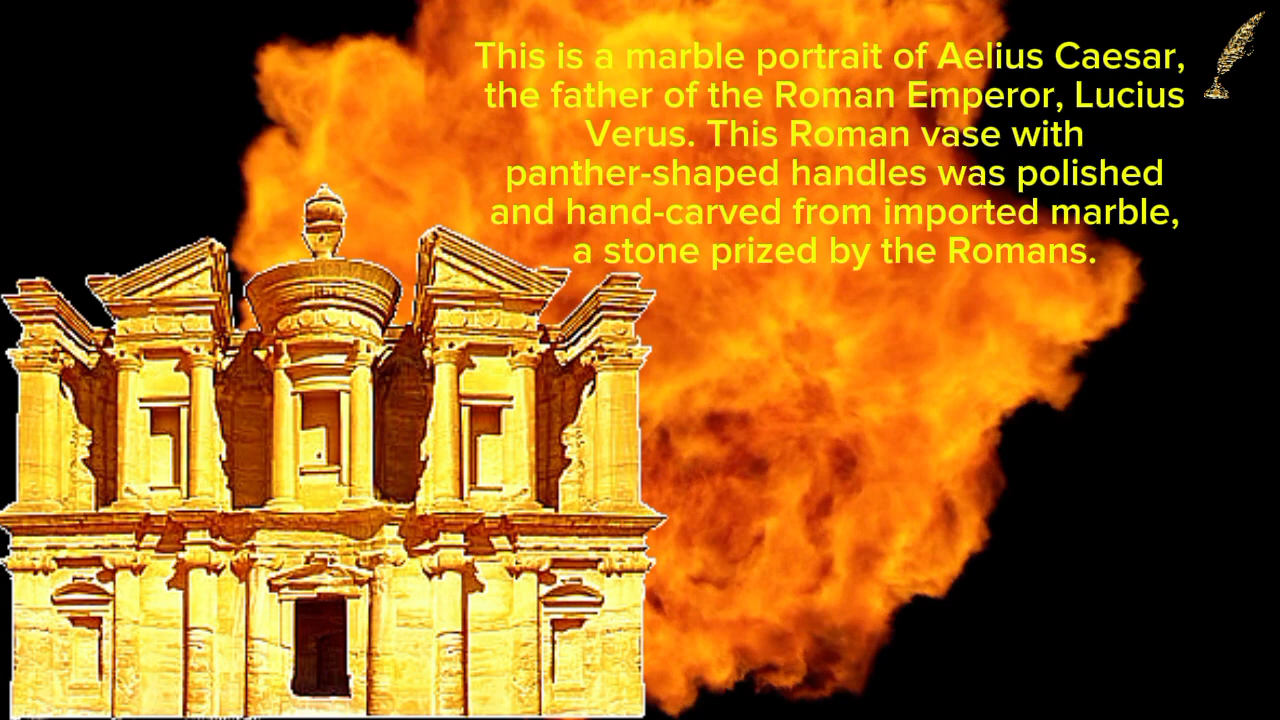 This is a marble portrait of Aelius Caesar,
the father of the Roman Emperor, Lucius
Verus. This Roman vase with
panther-shaped handles was polished
and hand-carved from imported marble,
a stone prized by the Romans.